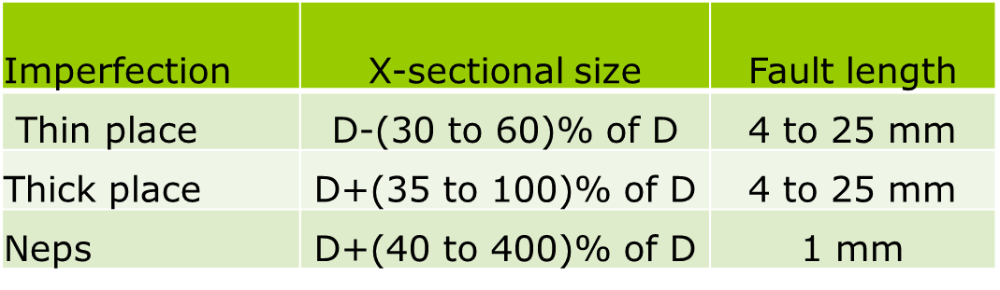 Imperfection X-sectional size Fault length
Thin place D-(30 to 60)% of D 4 to 25 mm
Thick place D+(35 to 100)% of D 4 to 25 mm
Neps D+(40 to 400)% of D 1 mm